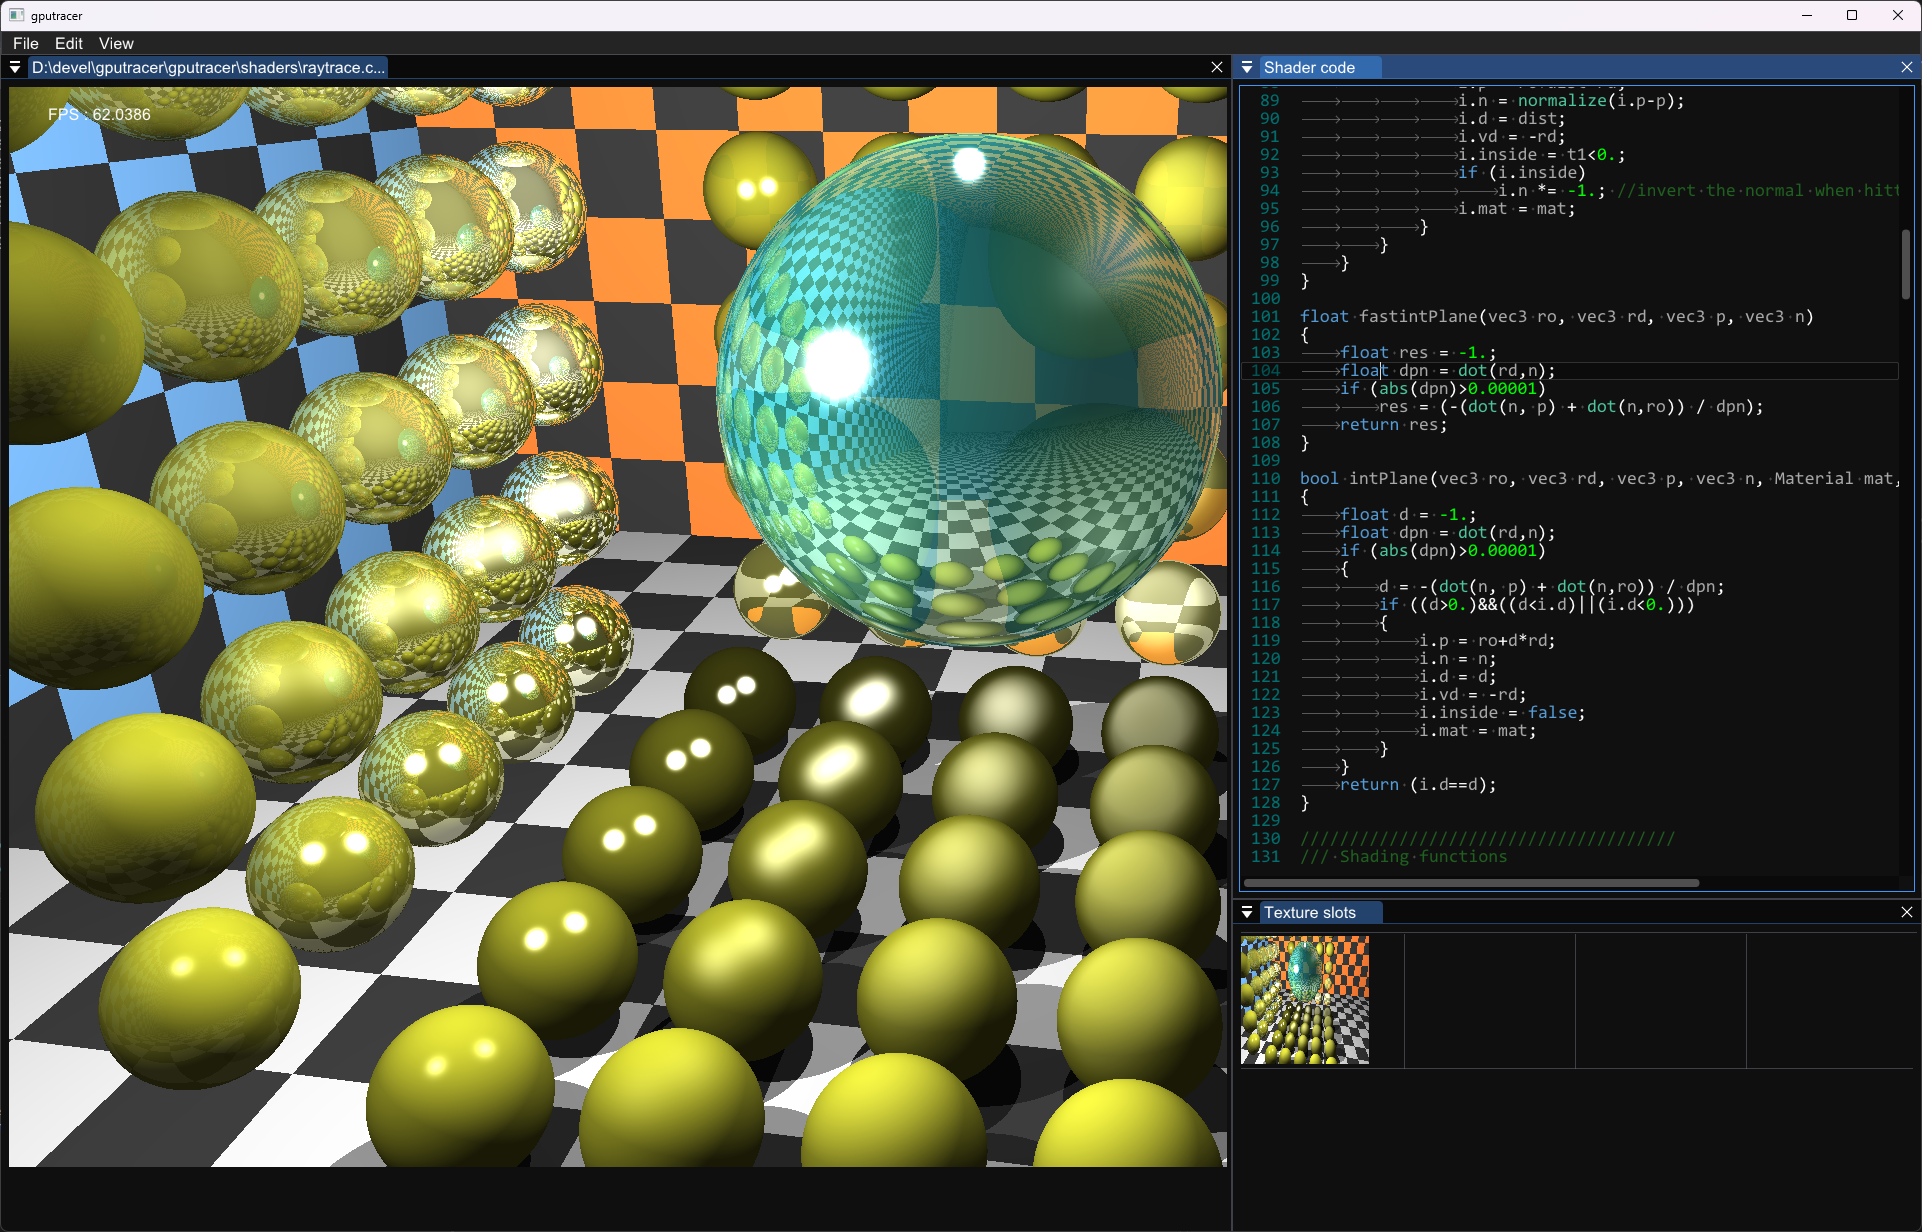 gputracer
File Edit View
D:\devel\gputracer\gputracer\shaders\raytrace.c...
FPS : 62.0386
Shader code
89 i.n = normalize(i.p-p);
90 i.d = dist;
91 i.vd = -rd;
92 i.inside = t1<0.;
93 if (i.inside)
94 i.n *= -1.; //invert the normal when hitt
95 i.mat = mat;
96 }
97 }
98 }
99 }
100
101 float fastintPlane(vec3 ro, vec3 rd, vec3 p, vec3 n)
102 {
103 float res = -1.;
104 float dpn = dot(rd,n);
105 if (abs(dpn)>0.00001)
106 res = (-(dot(n, p) + dot(n,ro)) / dpn);
107 return res;
108 }
109
110 bool intPlane(vec3 ro, vec3 rd, vec3 p, vec3 n, Material mat,
111 {
112 float d = -1.;
113 float dpn = dot(rd,n);
114 if (abs(dpn)>0.00001)
115 {
116 d = -(dot(n, p) + dot(n,ro)) / dpn;
117 if ((d>0.)&&((d<i.d)||(i.d<0.)))
118 {
119 i.p = ro+d*rd;
120 i.n = n;
121 i.d = d;
122 i.vd = -rd;
123 i.inside = false;
124 i.mat = mat;
125 }
126 }
127 return (i.d==d);
128 }
129
130 //////////////////////////////////////
131 /// Shading functions
Texture slots